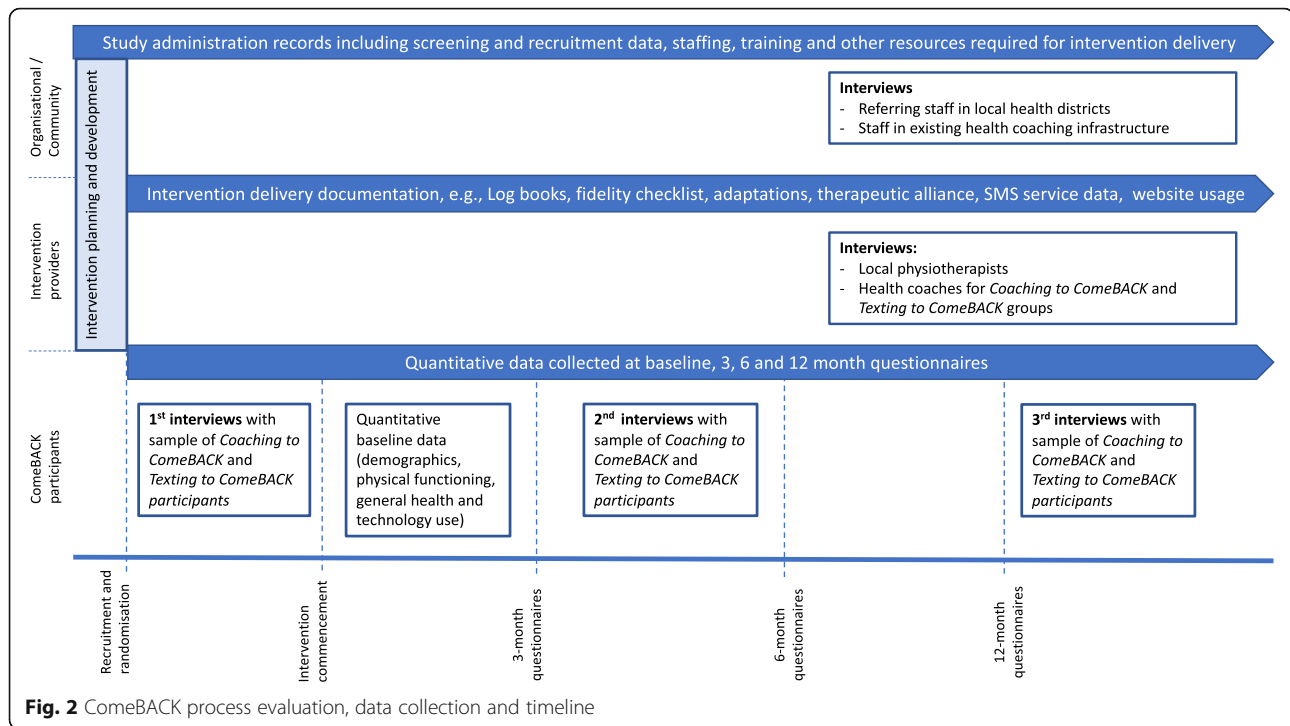 Study administration records including screening and recruitment data, staffing, training and other resources required for intervention delivery
Organisational /
Community
Intervention planning and development
Interviews
- Referring staff in local health districts
- Staff in existing health coaching infrastructure
Intervention delivery documentation, e.g., Log books, fidelity checklist, adaptations, therapeutic alliance, SMS service data, website usage
Intervention
providers
Interviews:
- Local physiotherapists
- Health coaches for Coaching to ComeBACK and
Texting to ComeBACK groups
Quantitative data collected at baseline, 3, 6 and 12 month questionnaires
ComeBACK
participants
1st interviews with
sample of Coaching to
ComeBACK and
Texting to ComeBACK
participants
Quantitative
baseline data
(demographics,
physical functioning,
general health and
technology use)
2nd interviews with
sample of Coaching to
ComeBACK and
Texting to ComeBACK
participants
3rd interviews with
sample of Coaching to
ComeBACK and
Texting to ComeBACK
participants
Recruitment and
randomisation
Intervention
commencement
3-month
questionnaires
6-month
questionnaires
12-month
questionnaires
Fig. 2 ComeBACK process evaluation, data collection and timeline